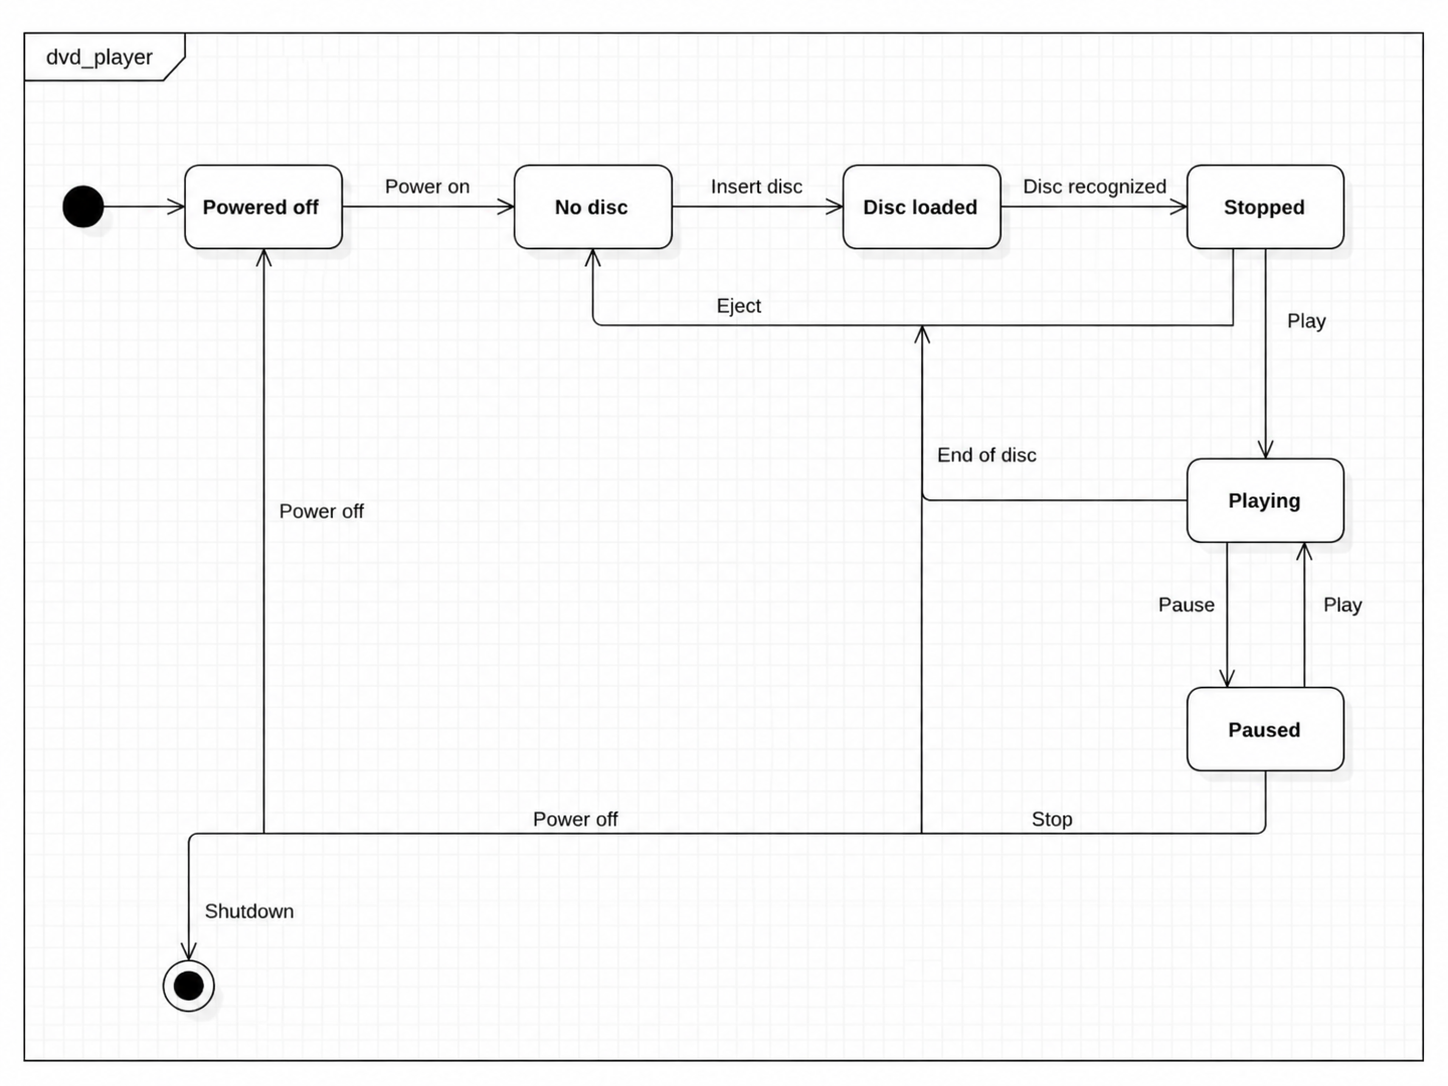 dvd_player
Power on
Insert disc
Disc recognized
Powered off
No disc
Disc loaded
Stopped
Eject
Play
End of disc
Playing
Power off
Pause
Play
Paused
Power off
Stop
Shutdown